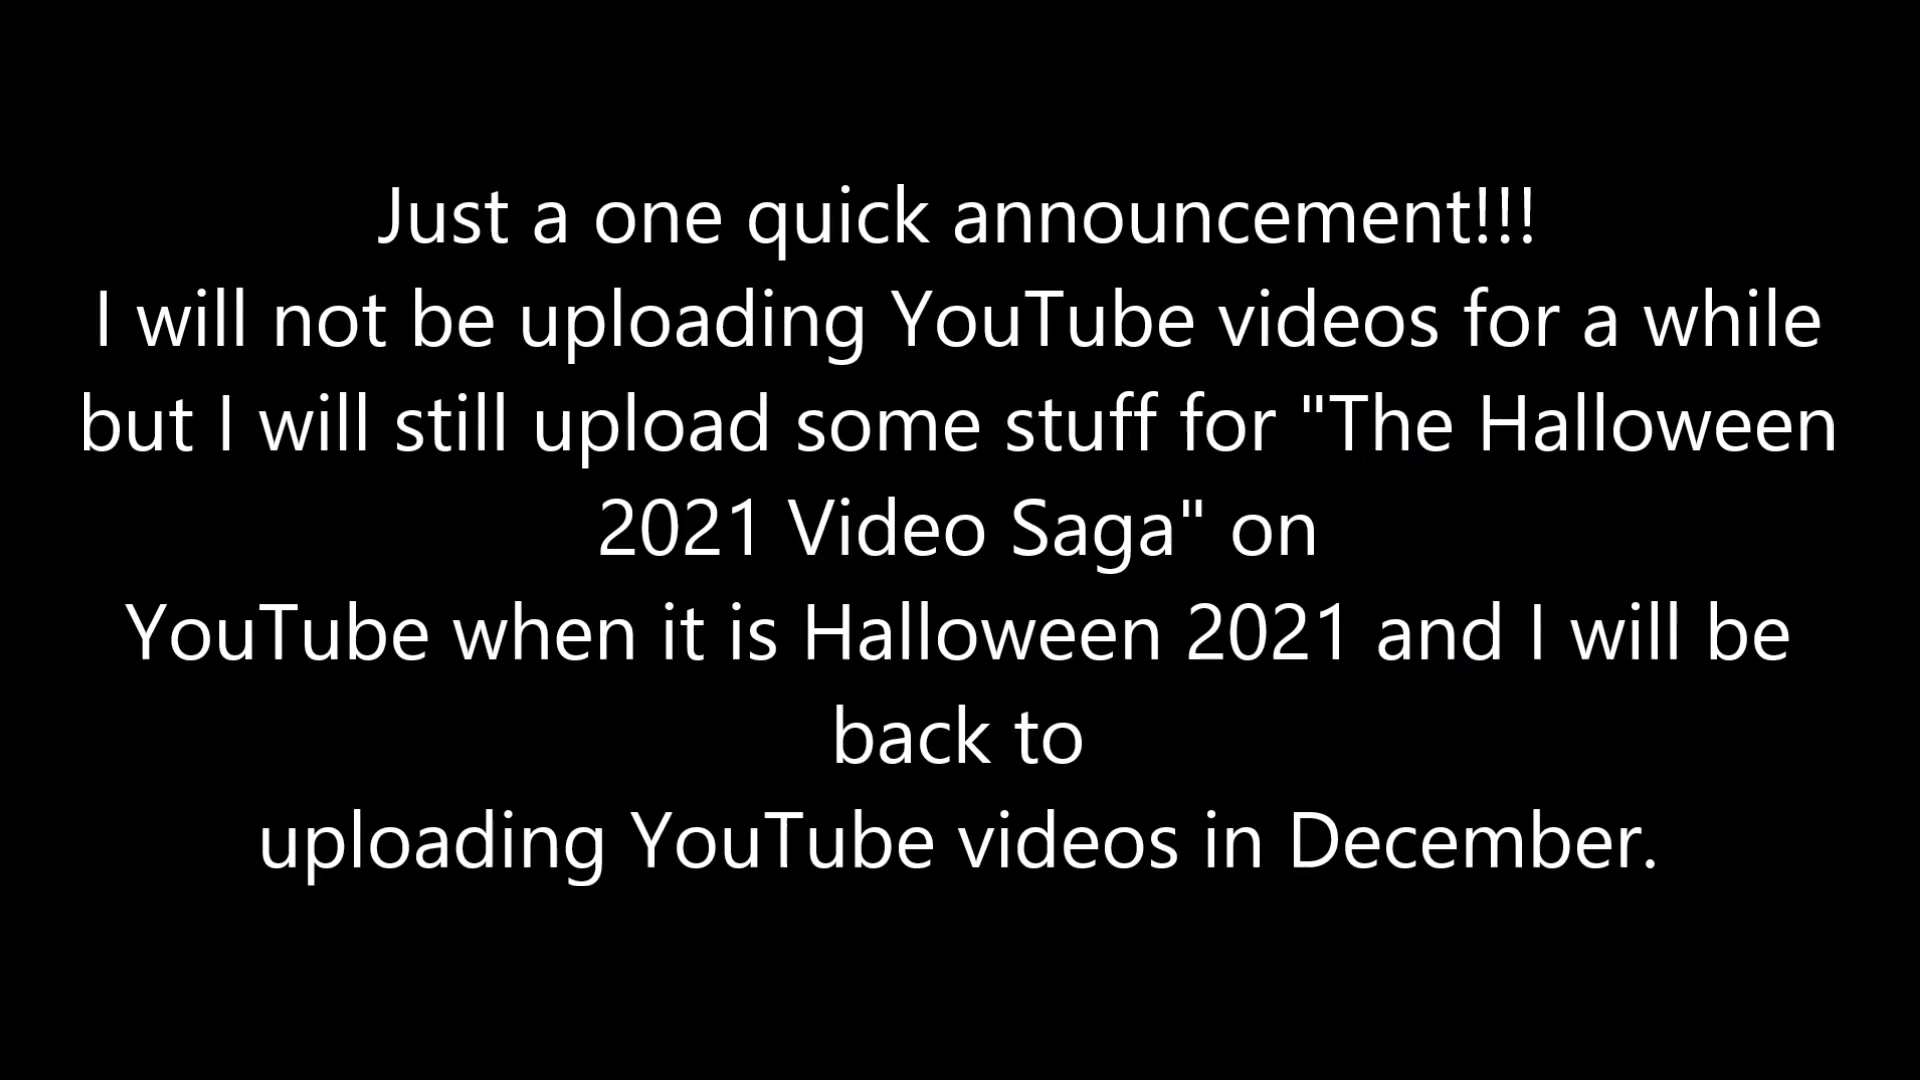 Just a one quick announcement!!!
I will not be uploading YouTube videos for a while
but I will still upload some stuff for "The Halloween
2021 Video Saga" on
YouTube when it is Halloween 2021 and I will be
back to
uploading YouTube videos in December.